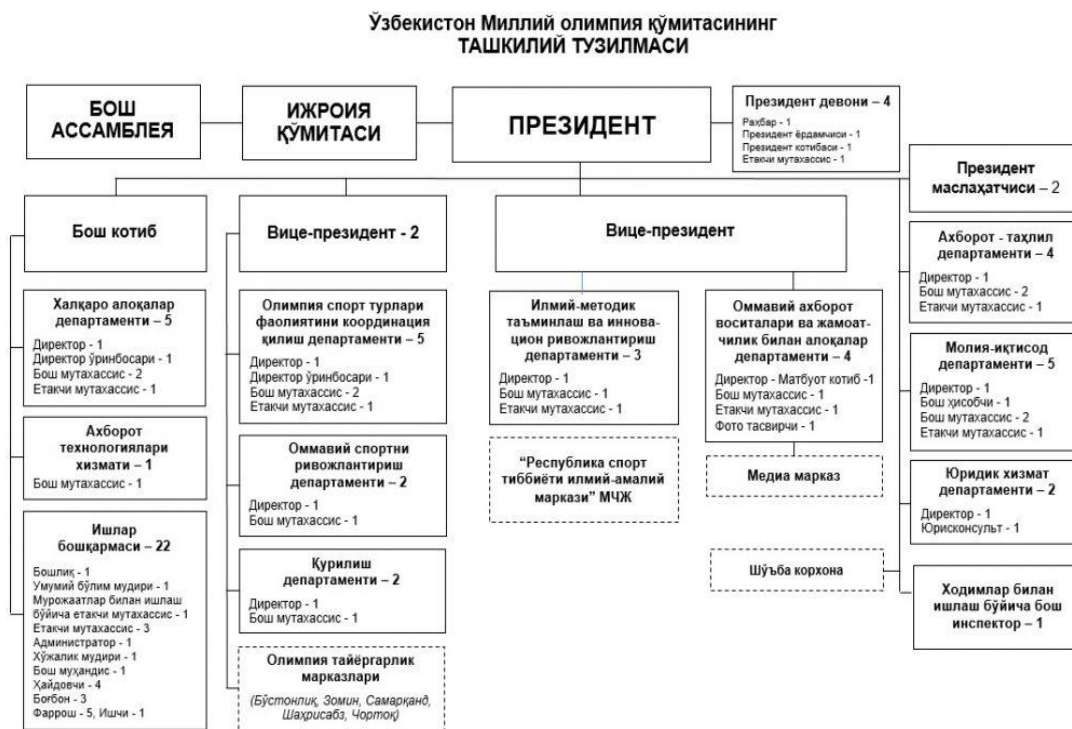 Ўзбекистон Миллий олимпия қўмитасининг
ТАШКИЛИЙ ТУЗИЛМАСИ
БОШ
АССАМБЛЕЯ
ИЖРОИЯ
ҚЎМИТАСИ
ПРЕЗИДЕНТ
Президент девони – 4
Раҳбар - 1
Президент ёрдамчиси - 1
Президент котибаси - 1
Етакчи мутахассис - 1
Президент
маслаҳатчиси – 2
Бош котиб
Халқаро алоқалар
департаменти – 5
Директор - 1
Директор ўринбосари - 1
Бош мутахассис - 2
Етакчи мутахассис - 1
Ахборот
технологиялари
хизмати – 1
Бош мутахассис - 1
Ишлар
бошқармаси – 22
Бошлиқ - 1
Умумий бўлим мудири - 1
Мурожаатлар билан ишлаш
бўйича етакчи мутахассис - 1
Етакчи мутахассис - 3
Администратор - 1
Хўжалик мудири - 1
Бош муҳандис - 1
Ҳайдовчи - 4
Боғбон - 3
Фаррош - 5, Ишчи - 1
Вице-президент - 2
Олимпия спорт турлари
фаолиятини координация
қилиш департаменти – 5
Директор - 1
Директор ўринбосари - 1
Бош мутахассис - 2
Етакчи мутахассис - 1
Оммавий спортни
ривожлантириш
департаменти – 2
Директор - 1
Бош мутахассис - 1
Қурилиш
департаменти – 2
Директор - 1
Бош мутахассис - 1
Олимпия тайёргарлик
марказлари
(Бўстонлиқ, Зомин, Самарқанд,
Шаҳрисабз, Чортоқ)
Вице-президент
Илмий-методик
таъминлаш ва иннова-
цион ривожлантириш
департаменти – 3
Директор - 1
Бош мутахассис - 1
Етакчи мутахассис - 1
“Республика спорт
тиббиёти илмий-амалий
маркази” МЧЖ
Оммавий ахборот
воситалари ва жамоат-
чилик билан алоқалар
департаменти – 4
Директор - Матбуот котиб -1
Бош мутахассис - 1
Етакчи мутахассис - 1
Фото тасвирчи - 1
Медиа марказ
Шўъба корхона
Ахборот - таҳлил
департаменти – 4
Директор - 1
Бош мутахассис - 2
Етакчи мутахассис - 1
Молия-иқтисод
департаменти – 5
Директор - 1
Бош ҳисобчи - 1
Бош мутахассис - 2
Етакчи мутахассис - 1
Юридик хизмат
департаменти – 2
Директор - 1
Юрисконсульт - 1
Ходимлар билан
ишлаш бўйича бош
инспектор – 1